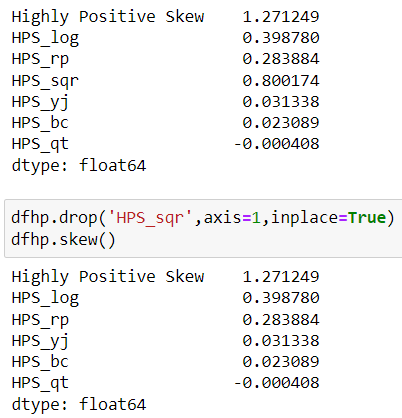 Highly Positive Skew    1.271249
HPS_log                 0.398780
HPS_rp                  0.283884
HPS_sqr                 0.800174
HPS_yj                  0.031338
HPS_bc                  0.023089
HPS_qt                 -0.000408
dtype: float64
dfhp.drop('HPS_sqr',axis=1,inplace=True)
dfhp.skew()
Highly Positive Skew    1.271249
HPS_log                 0.398780
HPS_rp                  0.283884
HPS_yj                  0.031338
HPS_bc                  0.023089
HPS_qt                 -0.000408
dtype: float64